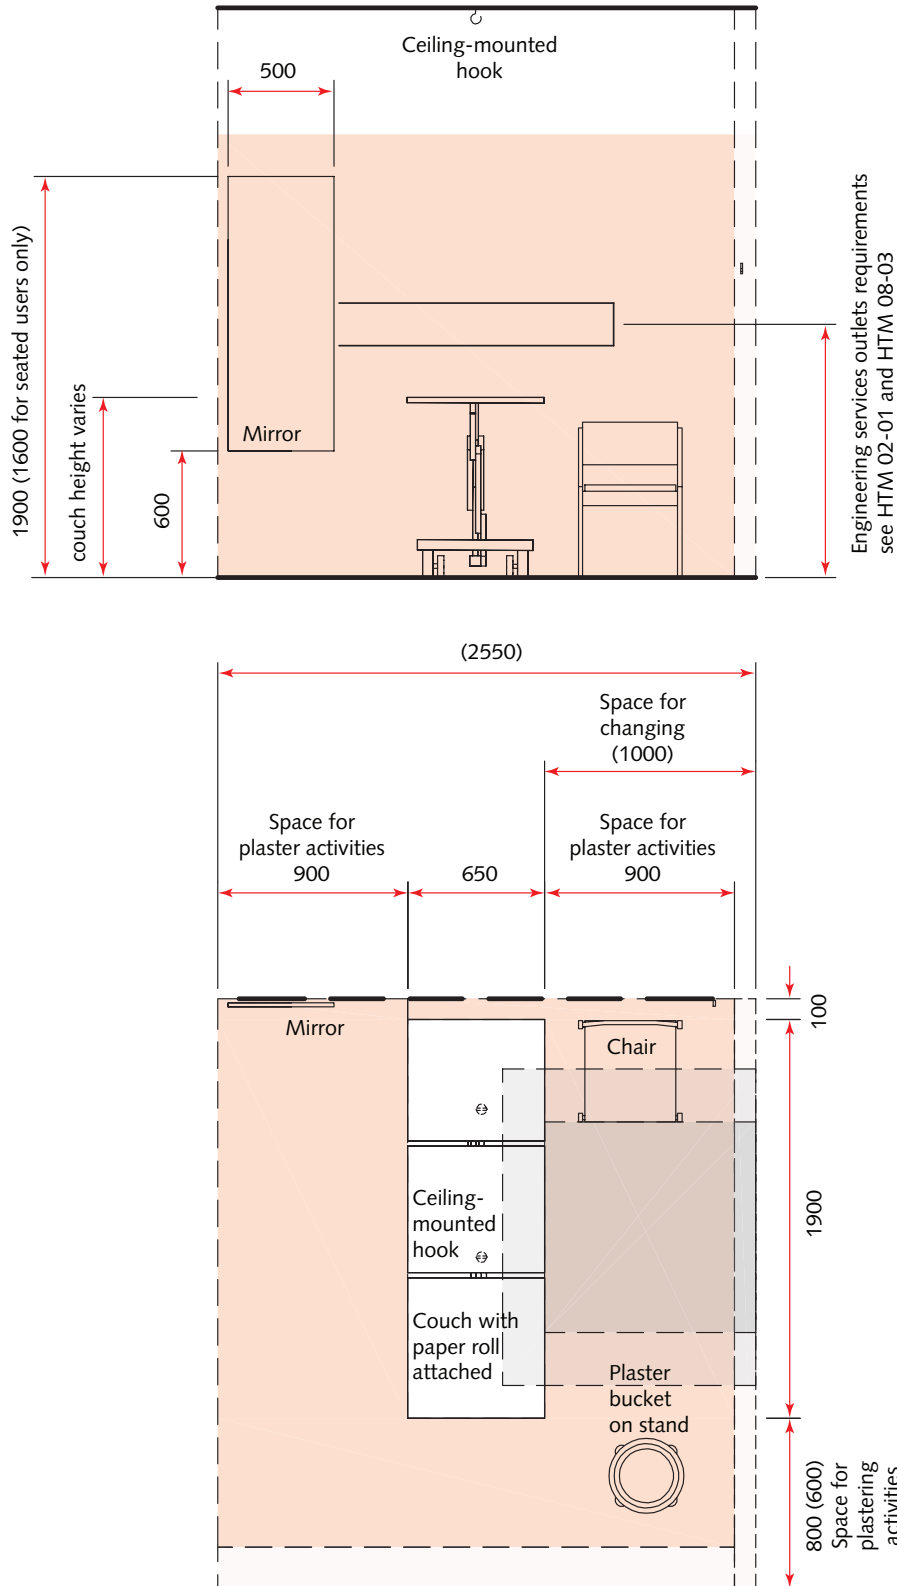 Ceiling-mounted
hook
500
1900 (1600 for seated users only)
couch height varies
600
Mirror
Engineering services outlets requirements
see HTM 02-01 and HTM 08-03
(2550)
Space for
changing
(1000)
Space for
plaster activities
900
650
Space for
plaster activities
900
100
Mirror
Chair
1900
Ceiling-
mounted
hook
Couch with
paper roll
attached
Plaster
bucket
on stand
800 (600)
Space for
plastering
activities